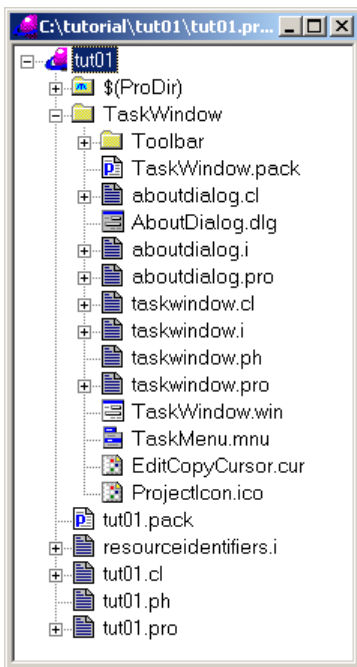 C:\tutorial\tut01\tut01.pr...
tut01
$(ProDir)
TaskWindow
Toolbar
TaskWindow.pack
aboutdialog.cl
AboutDialog.dlg
aboutdialog.i
aboutdialog.pro
taskwindow.cl
taskwindow.i
taskwindow.ph
taskwindow.pro
TaskWindow.win
TaskMenu.mnu
EditCopyCursor.cur
ProjectIcon.ico
tut01.pack
resourceidentifiers.i
tut01.cl
tut01.ph
tut01.pro